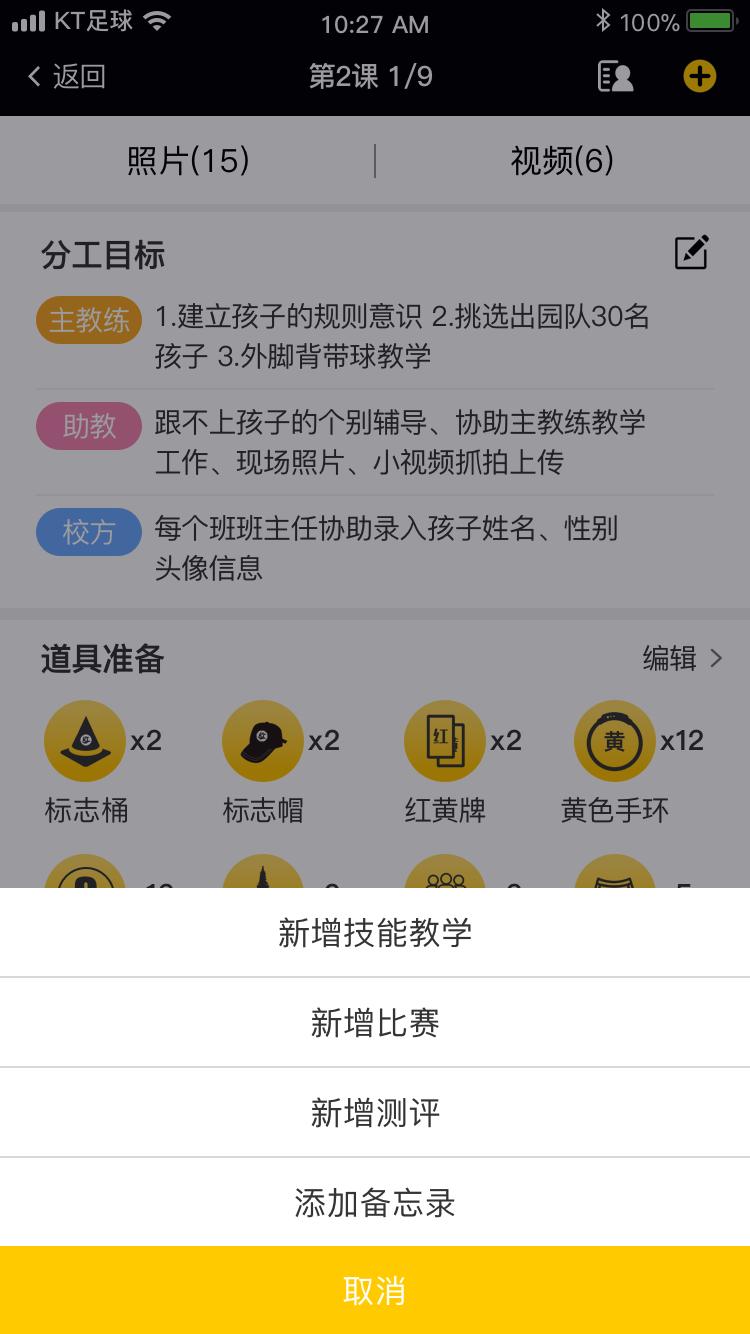 KT足球
10:27 AM
100%
返回
第2课 1/9
照片(15)
视频(6)
分工目标
主教练
1.建立孩子的规则意识 2.挑选出园队30名
孩子 3.外脚背带球教学
助教
跟不上孩子的个别辅导、协助主教练教学
工作、现场照片、小视频抓拍上传
校方
每个班班主任协助录入孩子姓名、性别
头像信息
道具准备
编辑
x2
x2
红
x2
黄
x12
标志桶
标志帽
红黄牌
黄色手环
新增技能教学
新增比赛
新增测评
添加备忘录
取消